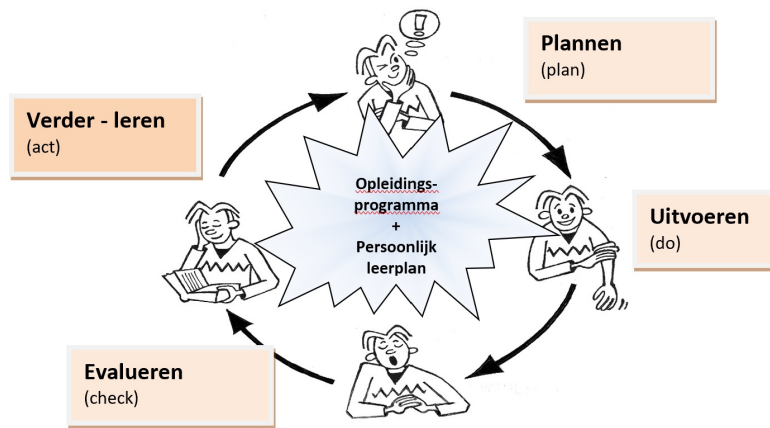 Plannen
(plan)
Uitvoeren
(do)
Evalueren
(check)
Verder - leren
(act)
Opleidings-
programma
+
Persoonlijk
leerplan
!